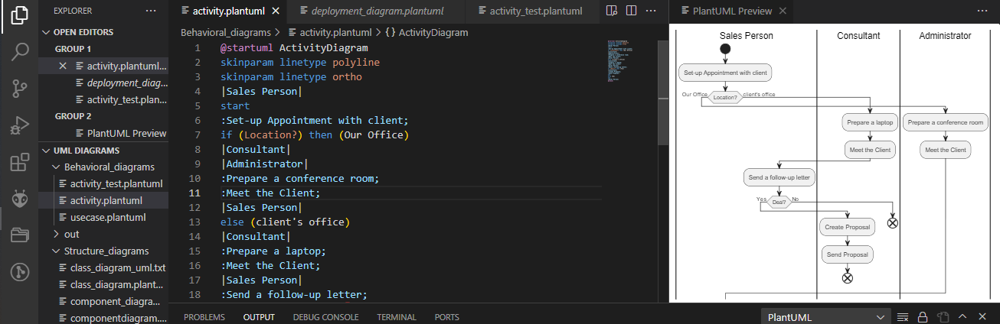 EXPLORER ···
OPEN EDITORS
GROUP 1
activity.plantuml...
deployment_diag...
activity_test.plan...
GROUP 2
PlantUML Preview
UML DIAGRAMS
Behavioral_diagrams
activity_test.plantuml
activity.plantuml
usecase.plantuml
out
Structure_diagrams
class_diagram_uml.txt
class_diagram.plant...
component_diagra...
componentdiagram....
activity.plantuml deployment_diagram.plantuml activity_test.plantuml
Behavioral_diagrams > activity.plantuml > {} ActivityDiagram
1 @startuml ActivityDiagram
2 skinparam linetype polyline
3 skinparam linetype ortho
4 |Sales Person|
5 start
6 :Set-up Appointment with client;
7 if (Location?) then (Our Office)
8 |Consultant|
9 |Administrator|
10 :Prepare a conference room;
11 :Meet the Client;
12 |Sales Person|
13 else (client's office)
14 |Consultant|
15 :Prepare a laptop;
16 :Meet the Client;
17 |Sales Person|
18 :Send a follow-up letter;
PROBLEMS OUTPUT DEBUG CONSOLE TERMINAL PORTS
PlantUML
PlantUML Preview
Sales Person Consultant Administrator
Set-up Appointment with client
Our Office Location? client's office
Prepare a laptop Prepare a conference room
Meet the Client Meet the Client
Send a follow-up letter
Yes Deal? No
Create Proposal
Send Proposal